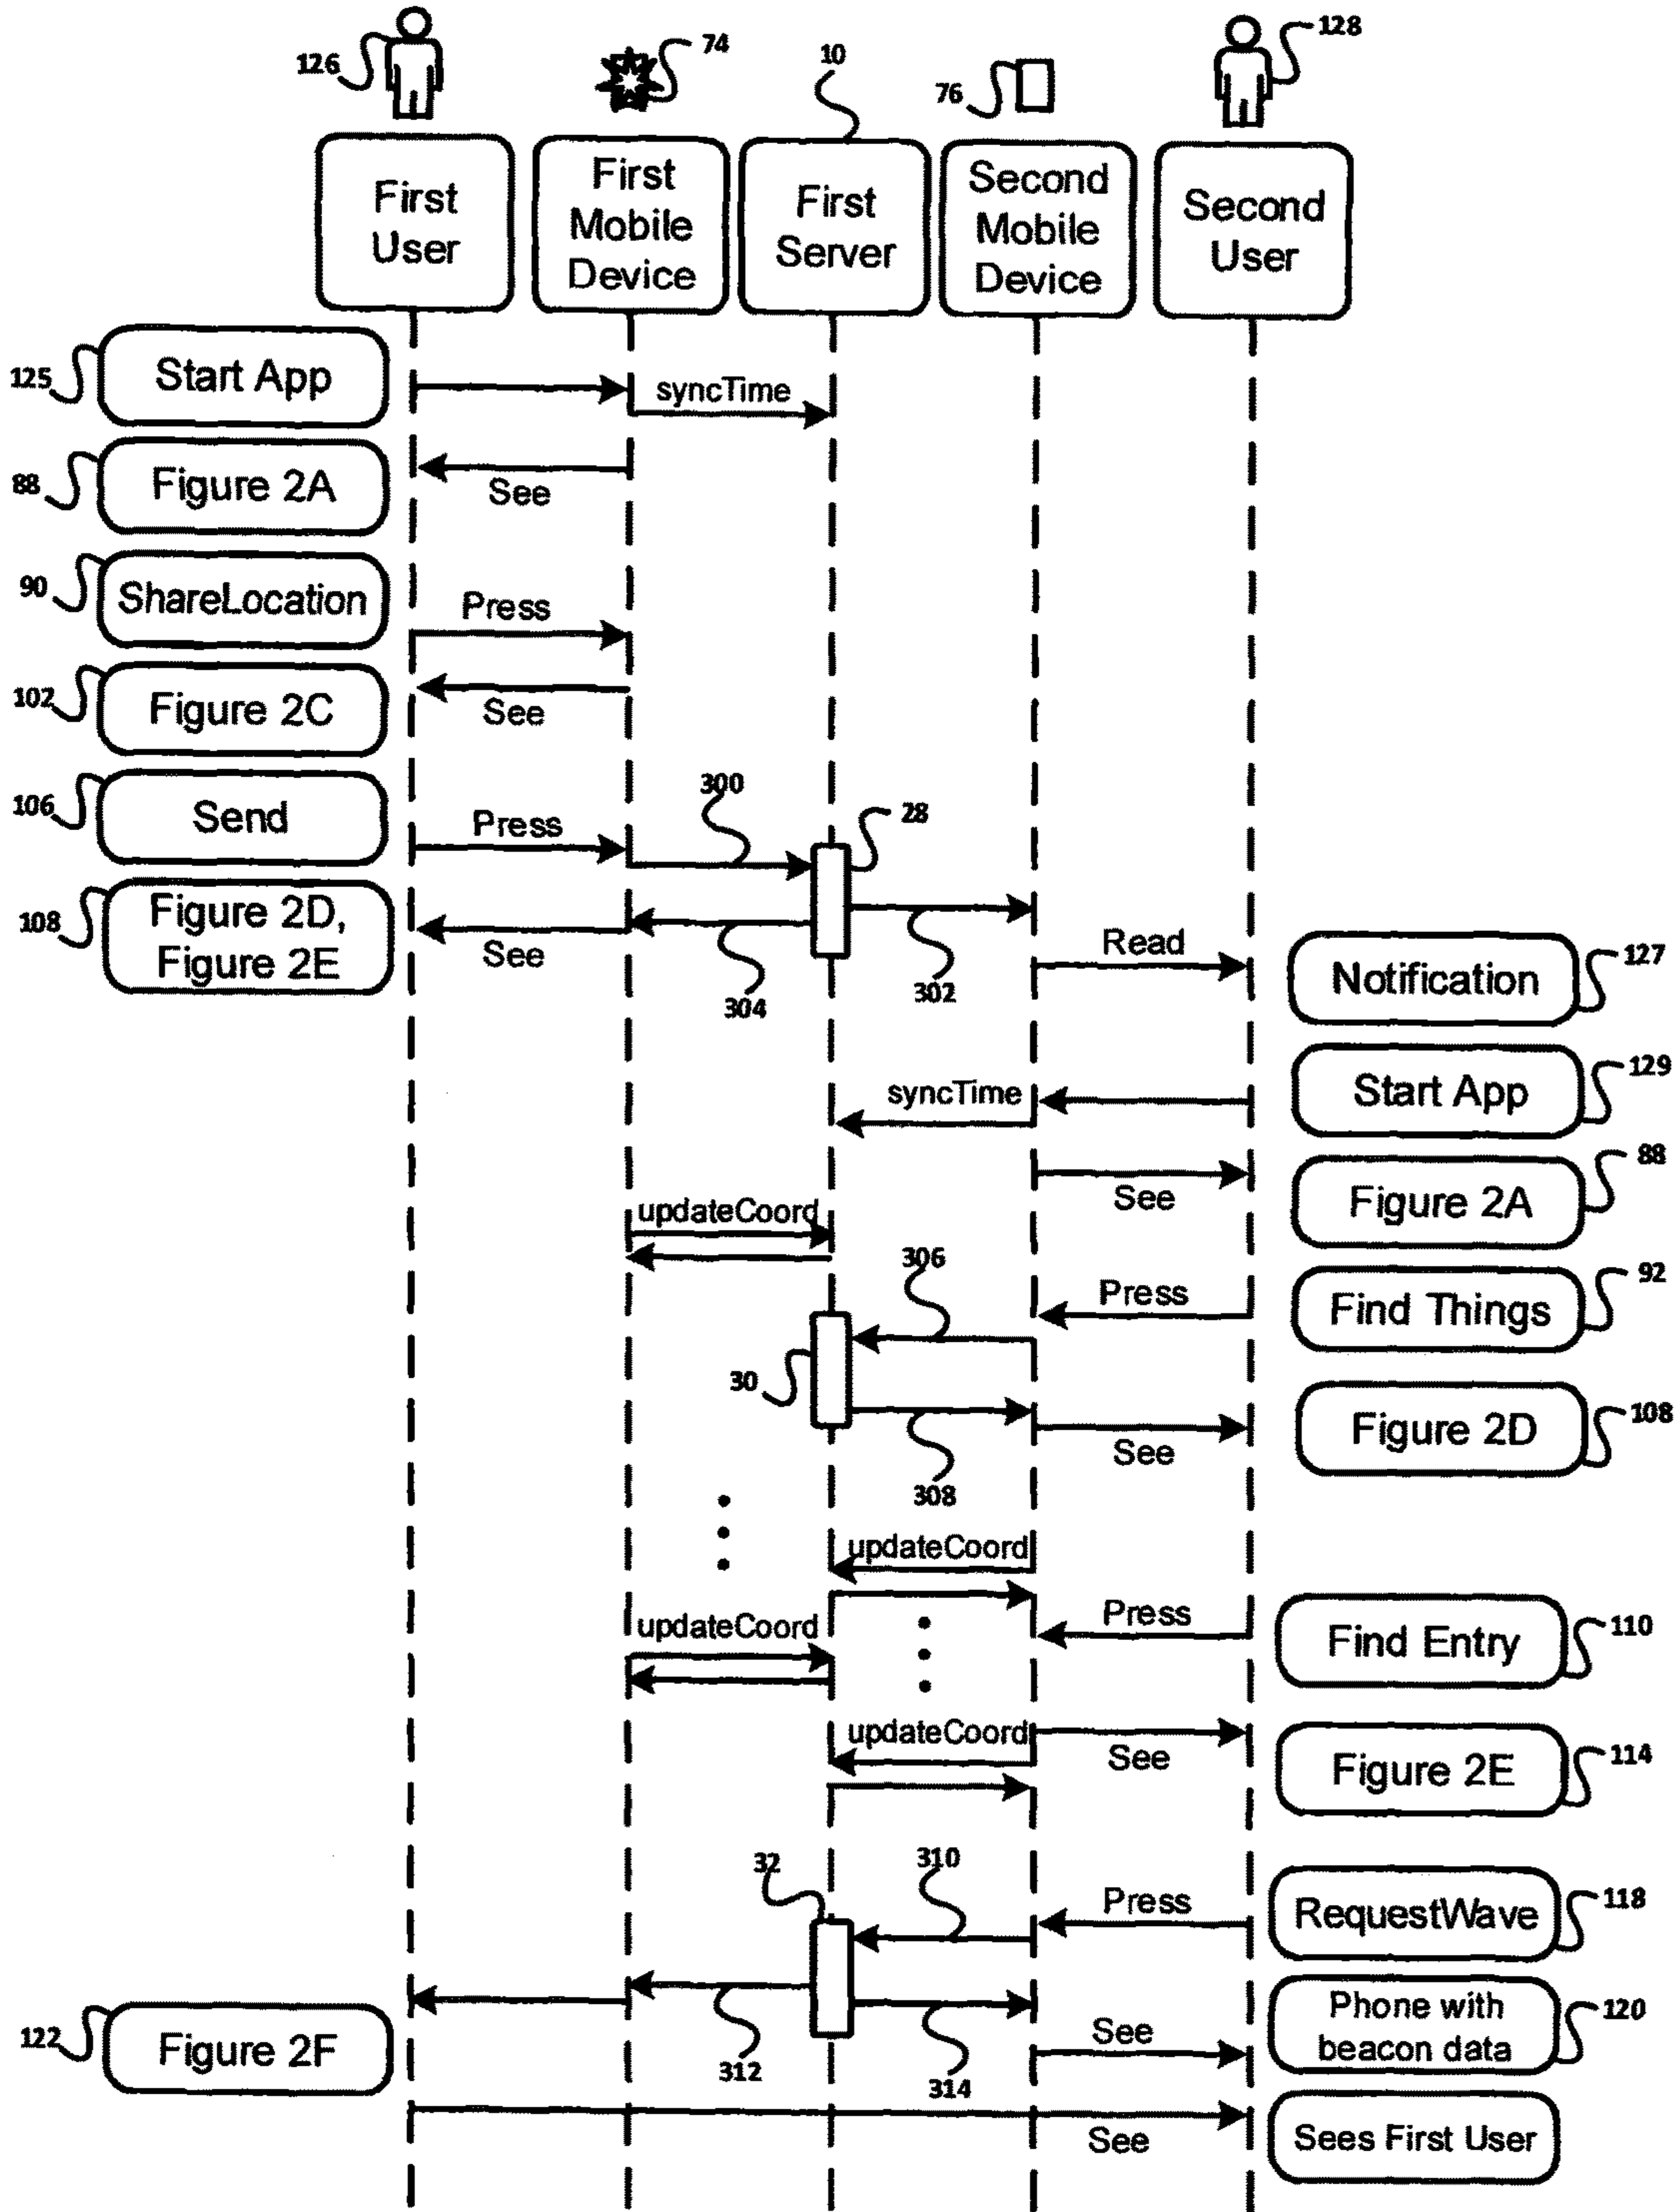 126
74
10
76
128
First
User
First
Mobile
Device
First
Server
Second
Mobile
Device
Second
User
125
Start App
syncTime
88
Figure 2A
See
90
ShareLocation
Press
102
Figure 2C
See
106
Send
Press
300
28
108
Figure 2D,
Figure 2E
See
304
302
Read
Notification
127
syncTime
Start App
129
See
Figure 2A
88
updateCoord
306
Press
Find Things
92
30
308
See
Figure 2D
108
updateCoord
updateCoord
Press
Find Entry
110
updateCoord
See
Figure 2E
114
32
310
Press
RequestWave
118
122
Figure 2F
312
314
See
Phone with
beacon data
120
See
Sees First User